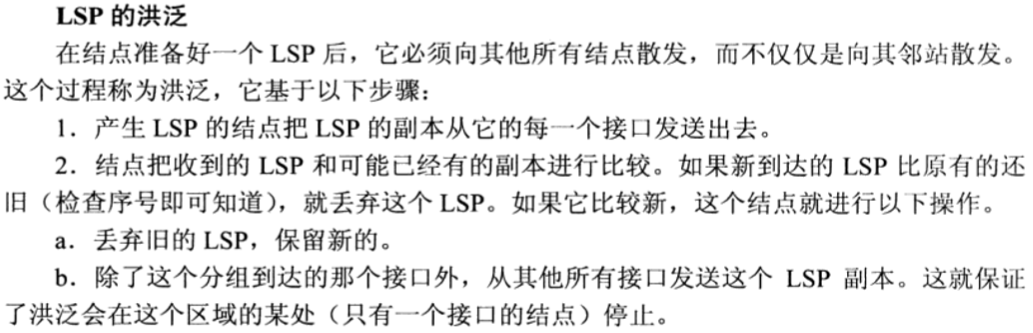 LSP 的洪泛
在结点准备好一个 LSP 后，它必须向其他所有结点散发，而不仅仅是向其邻站散发。
这个过程称为洪泛，它基于以下步骤：
1．产生 LSP 的结点把 LSP 的副本从它的每一个接口发送出去。
2．结点把收到的 LSP 和可能已经有的副本进行比较。如果新到达的 LSP 比原有的还
旧（检查序号即可知道），就丢弃这个 LSP。如果它比较新，这个结点就进行以下操作。
a．丢弃旧的 LSP，保留新的。
b．除了这个分组到达的那个接口外，从其他所有接口发送这个 LSP 副本。这就保证
了洪泛会在这个区域的某处（只有一个接口的结点）停止。